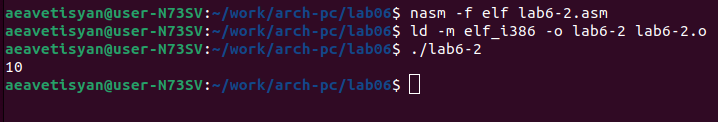 aeavetisyan@user-N73SV:~/work/arch-pc/lab06$ nasm -f elf lab6-2.asm
aeavetisyan@user-N73SV:~/work/arch-pc/lab06$ ld -m elf_i386 -o lab6-2 lab6-2.o
aeavetisyan@user-N73SV:~/work/arch-pc/lab06$ ./lab6-2
10
aeavetisyan@user-N73SV:~/work/arch-pc/lab06$